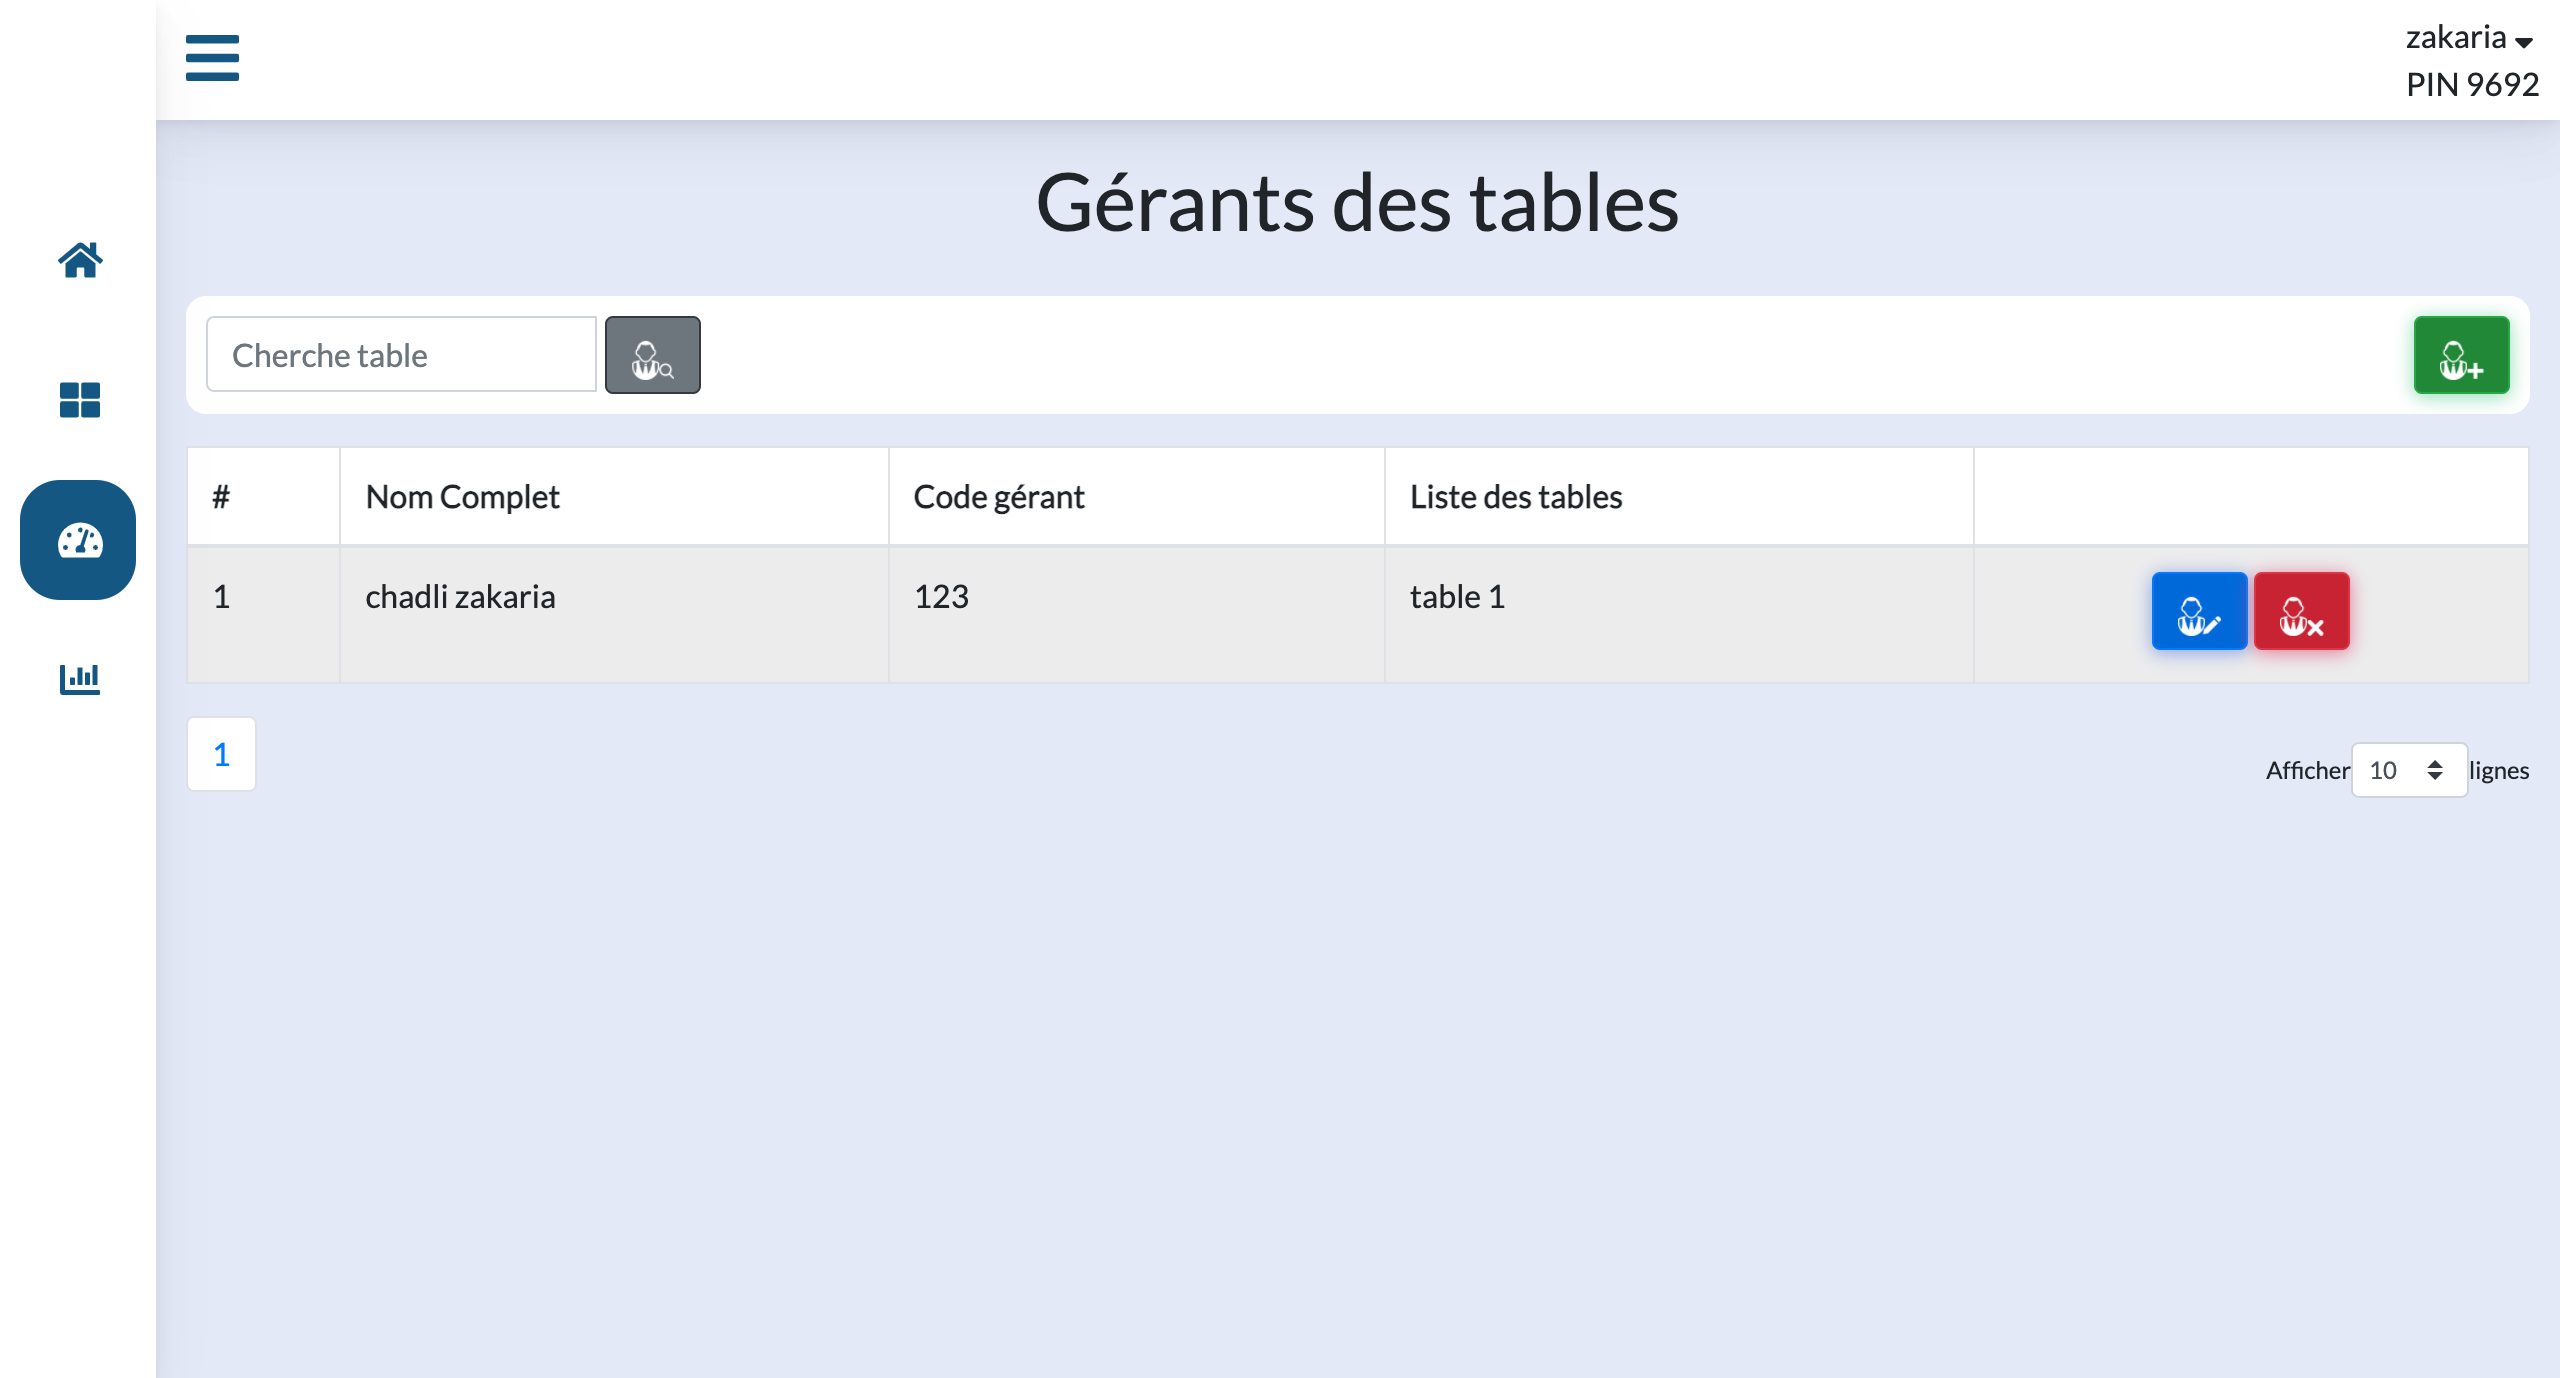 zakaria
PIN 9692
Gérants des tables
Cherche table
# Nom Complet Code gérant Liste des tables
1 chadli zakaria 123 table 1
1
Afficher 10 lignes